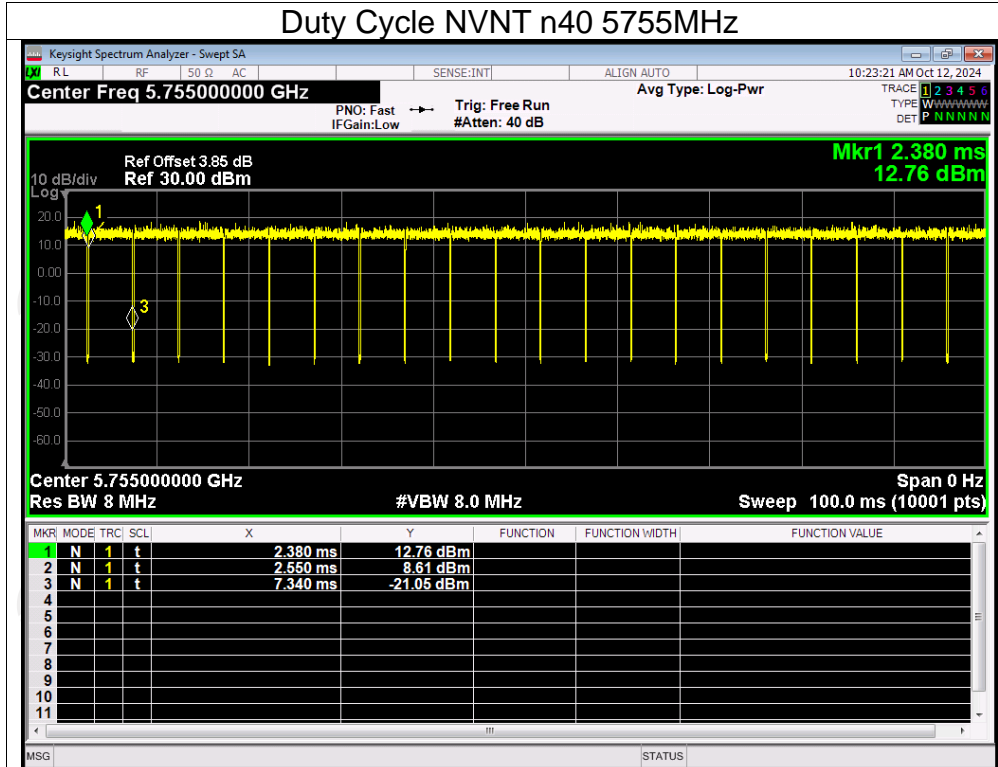 Duty Cycle NVNT n40 5755MHz
Keysight Spectrum Analyzer - Swept SA
LXI RL RF 50 Ω AC SENSE:INT ALIGN AUTO 10:23:21 AM Oct 12, 2024
Center Freq 5.755000000 GHz Avg Type: Log-Pwr TRACE 1 2 3 4 5 6
PNO: Fast Trig: Free Run TYPE WWWWWW
IFGain:Low #Atten: 40 dB DET P N N N N N
Mkr1 2.380 ms
Ref Offset 3.85 dB
10 dB/div Ref 30.00 dBm 12.76 dBm
Log
1
20.0
10.0
0.00
-10.0
3
-20.0
-30.0
-40.0
-50.0
-60.0
Center 5.755000000 GHz Span 0 Hz
Res BW 8 MHz #VBW 8.0 MHz Sweep 100.0 ms (10001 pts)
MKR MODE TRC SCL X Y FUNCTION FUNCTION WIDTH FUNCTION VALUE
1 N 1 t 2.380 ms 12.76 dBm
2 N 1 t 2.550 ms 8.61 dBm
3 N 1 t 7.340 ms -21.05 dBm
4
5
6
7
8
9
10
11
MSG STATUS